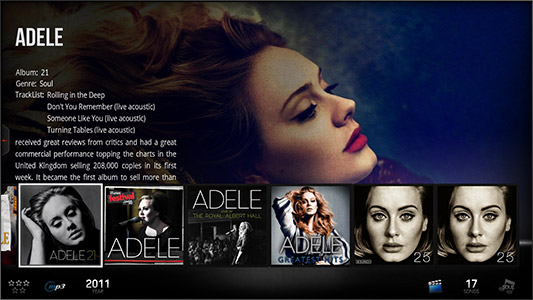 ADELE
Album: 21
Genre: Soul
TrackList: Rolling in the Deep
Don't You Remember (live acoustic)
Someone Like You (live acoustic)
Turning Tables (live acoustic)
received great reviews from critics and had a great
commercial performance topping the charts in the
United Kingdom selling 208,000 copies in its first
week. It became the first album to sell more than
ADELE 21
iTunes
festival
ADELE
ADELE
THE ROYAL ALBERT HALL
ADELE
GREATEST HITS
25
25
mp3
2011
YEAR
17
SONGS
SOUL